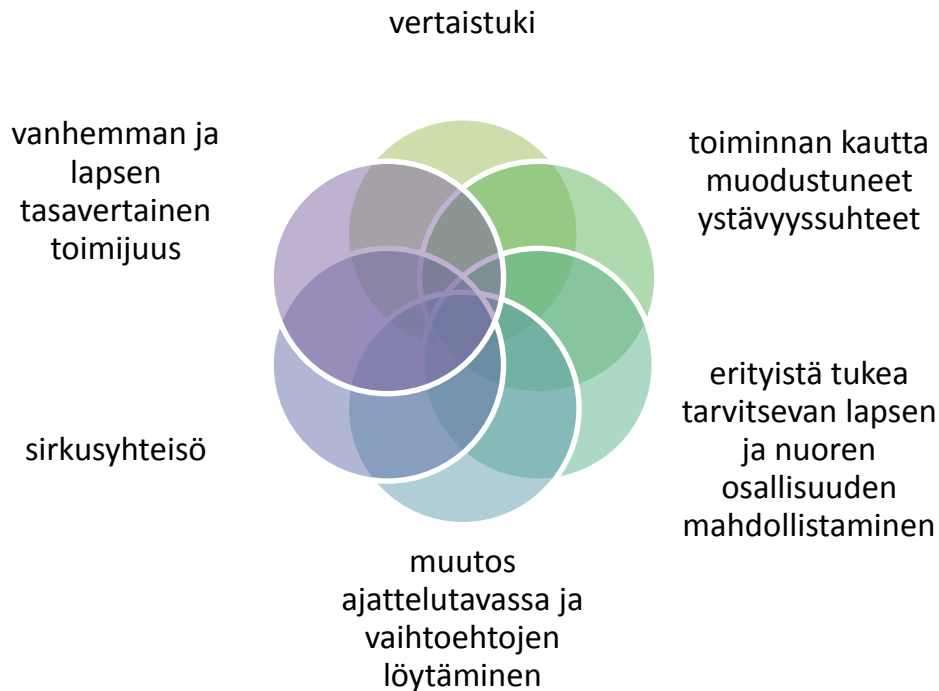 vertaistuki
toiminnan kautta
muodustuneet
ystävyyssuhteet
erityistä tukea
tarvitsevan lapsen
ja nuoren
osallisuuden
mahdollistaminen
muutos
ajattelutavassa ja
vaihtoehtojen
löytäminen
sirkusyhteisö
vanhemman ja
lapsen
tasavertainen
toimijuus